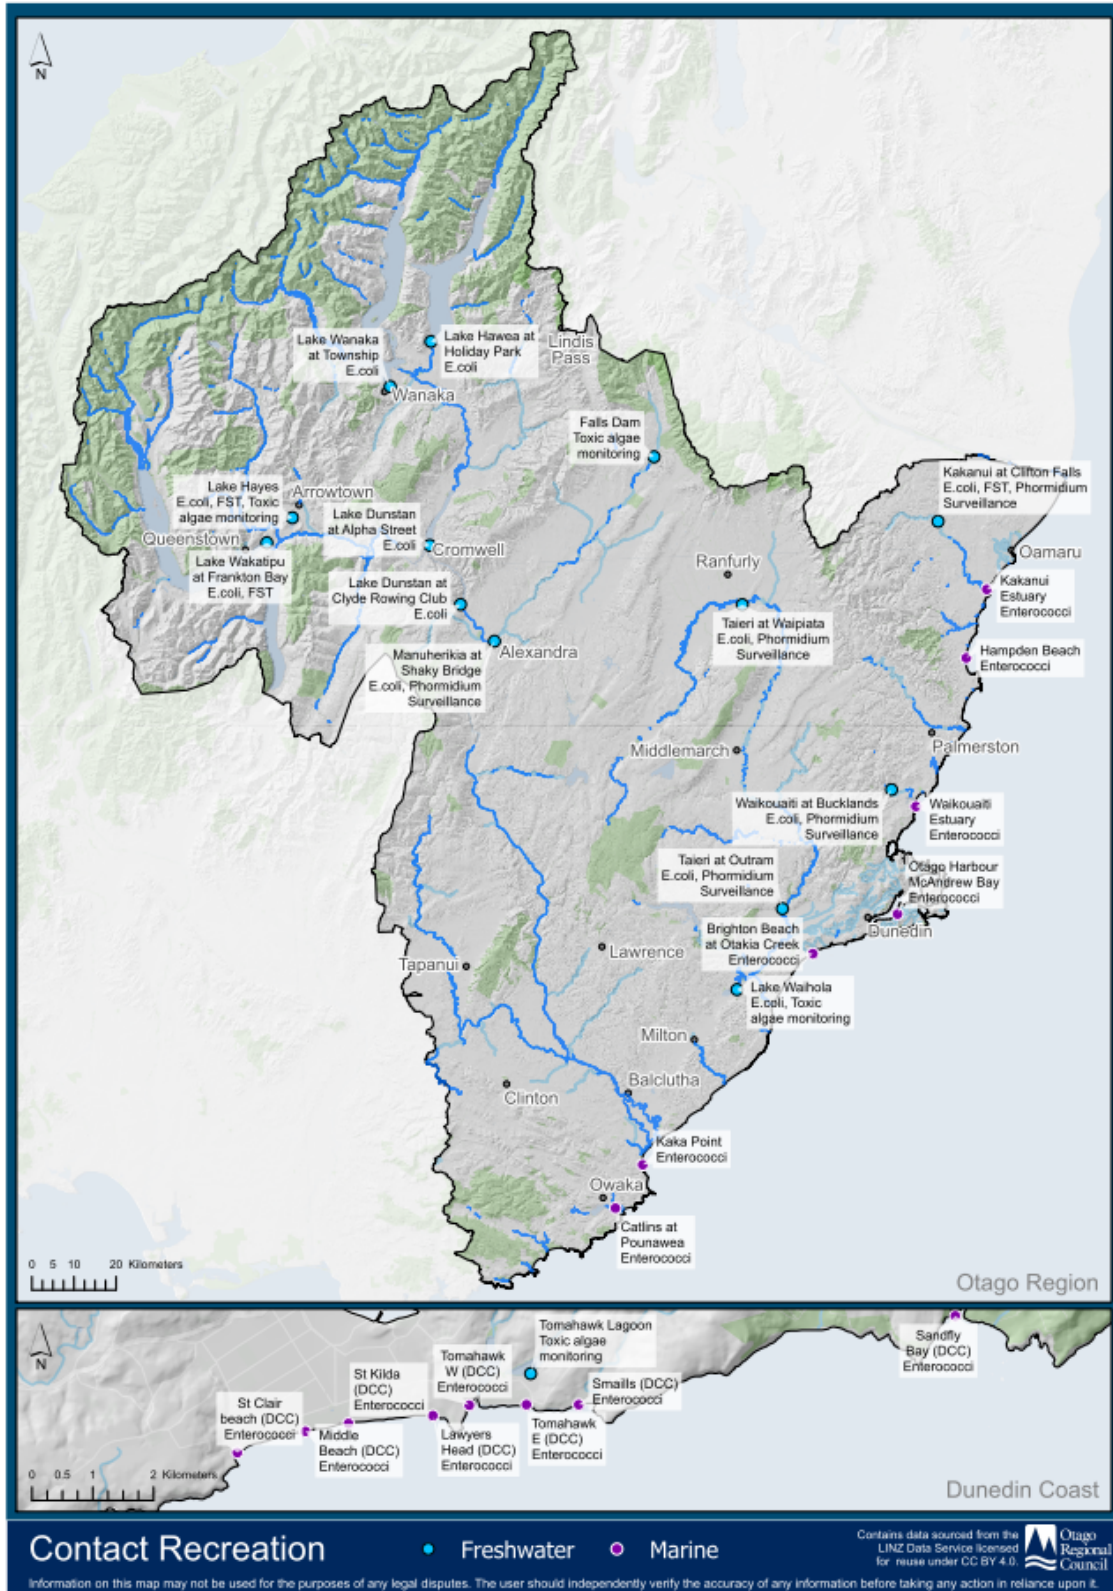 N
Lake Wanaka
at Township
E.coli
Lake Hawea at
Holiday Park
E.coli
Lindis
Pass
Wanaka
Falls Dam
Toxic algae
monitoring
Kakanui at Clifton Falls
E.coli, FST, Phormidium
Surveillance
Lake Hayes
E.coli, FST, Toxic
algae monitoring
Arrowtown
Lake Dunstan
at Alpha Street
E.coli
Queenstown
Cromwell
Oamaru
Lake Wakatipu
at Frankton Bay
E.coli, FST
Ranfurly
Lake Dunstan at
Clyde Rowing Club
E.coli
Kakanui
Estuary
Enterococci
Taieri at Waipiata
E.coli, Phormidium
Surveillance
Manuherikia at
Shaky Bridge
E.coli, Phormidium
Surveillance
Alexandra
Hampden Beach
Enterococci
Middlemarch
Palmerston
Waikouaiti at Bucklands
E.coli, Phormidium
Surveillance
Waikouaiti
Estuary
Enterococci
Taieri at Outram
E.coli, Phormidium
Surveillance
Otago Harbour
McAndrew Bay
Enterococci
Dunedin
Brighton Beach
at Otakia Creek
Enterococci
Lawrence
Tapanui
Lake Waihola
E.coli, Toxic
algae monitoring
Milton
Balclutha
Clinton
Kaka Point
Enterococci
Owaka
Catlins at
Pounawea
Enterococci
0 5 10 20 Kilometers
Otago Region
N
Tomahawk Lagoon
Toxic algae
monitoring
Sandfly
Bay (DCC)
Enterococci
Tomahawk
W (DCC)
Enterococci
St Kilda
(DCC)
Enterococci
Smaills (DCC)
Enterococci
St Clair
beach (DCC)
Enterococci
Middle
Beach (DCC)
Enterococci
Lawyers
Head (DCC)
Enterococci
Tomahawk
E (DCC)
Enterococci
0 0.5 1 2 Kilometers
Dunedin Coast
Contact Recreation
Freshwater
Marine
Contains data sourced from the
LINZ Data Service licensed
for reuse under CC BY 4.0.
Otago
Regional
Council
Information on this map may not be used for the purposes of any legal disputes. The user should independently verify the accuracy of any information before taking any action in reliance upon it